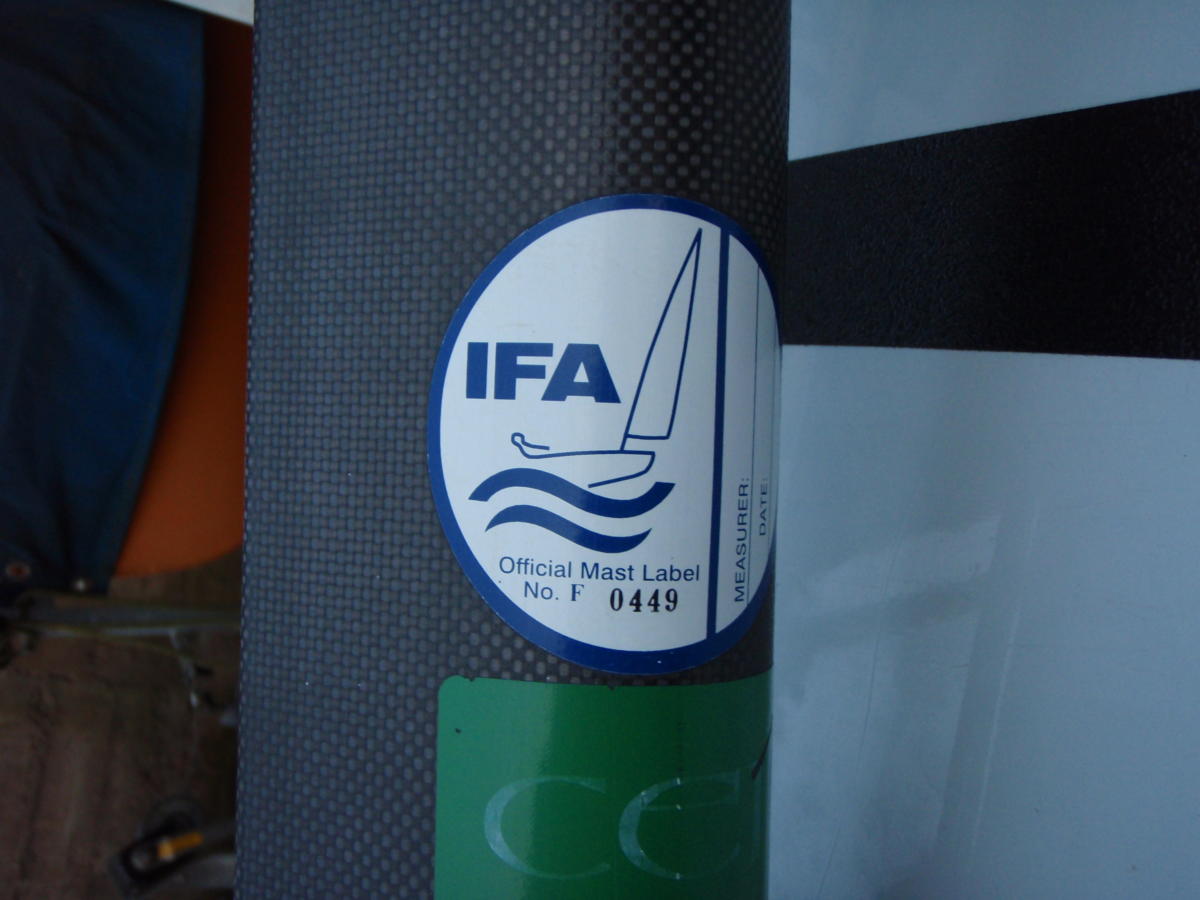 IFA
Official Mast Label
No. F 0449
MEASURER:
DATE: